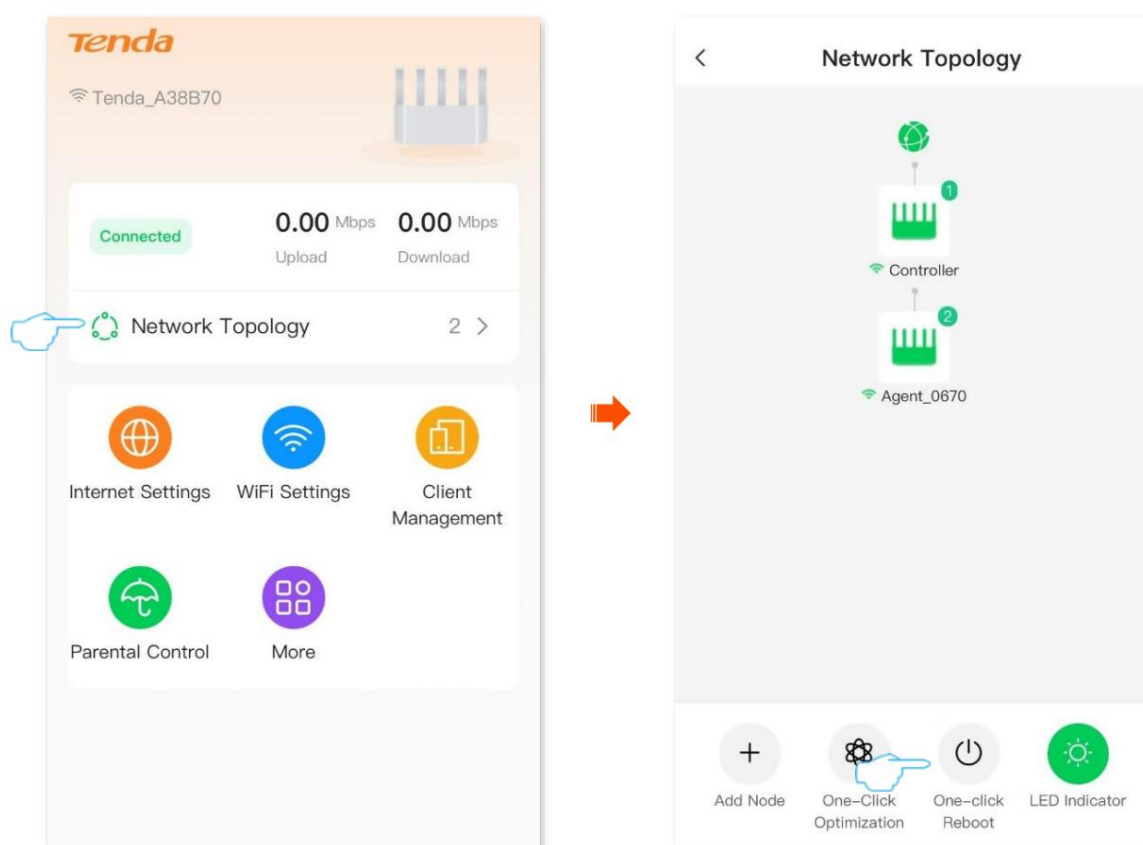 Tenda
Tenda_A38B70
Connected
0.00 Mbps
Upload
0.00 Mbps
Download
Network Topology 2 >
Internet Settings
WiFi Settings
Client
Management
Parental Control
More
< Network Topology
1
Controller
2
Agent_0670
Add Node
One-Click
Optimization
One-click
Reboot
LED Indicator